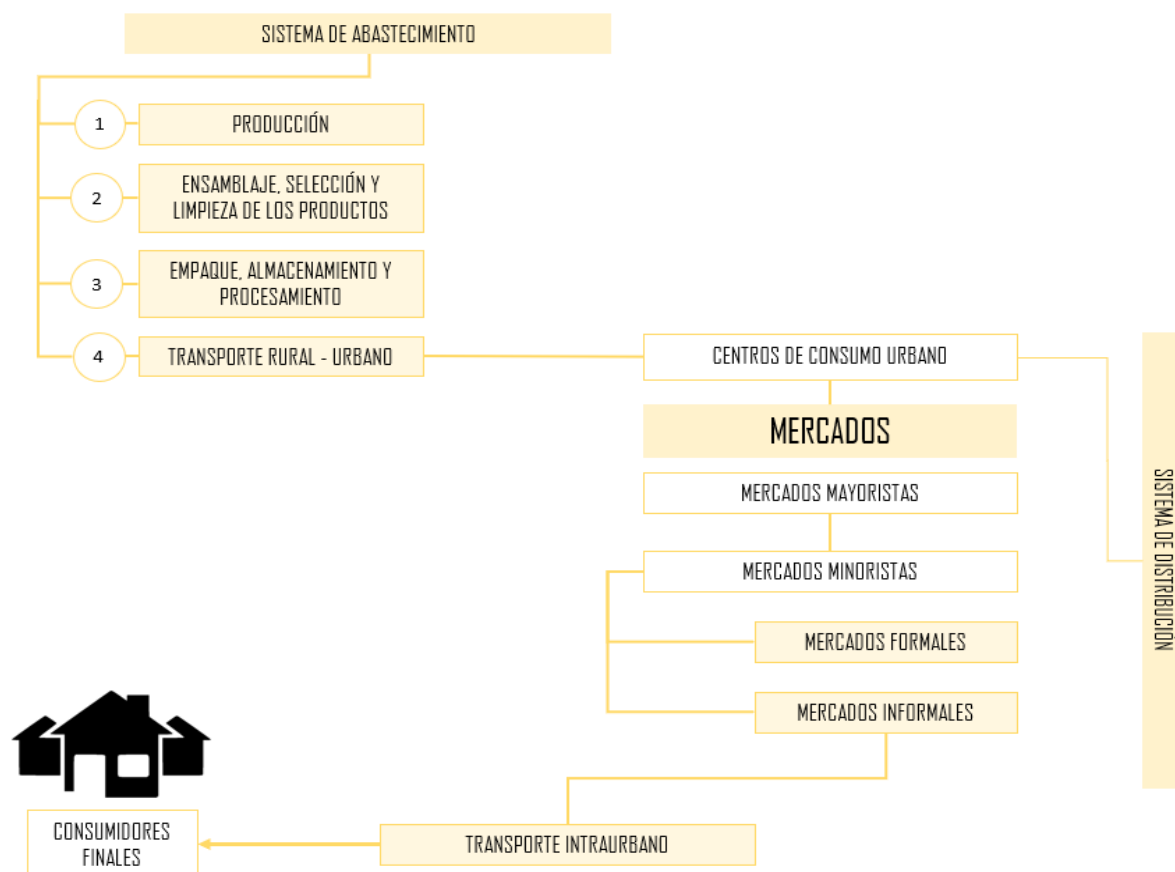 SISTEMA DE ABASTECIMIENTO
1
PRODUCCIÓN
2
ENSAMBLAJE, SELECCIÓN Y
LIMPIEZA DE LOS PRODUCTOS
3
EMPAQUE, ALMACENAMIENTO Y
PROCESAMIENTO
4
TRANSPORTE RURAL - URBANO
CENTROS DE CONSUMO URBANO
MERCADOS
MERCADOS MAYORISTAS
MERCADOS MINORISTAS
MERCADOS FORMALES
MERCADOS INFORMALES
SISTEMA DE DISTRIBUCIÓN
TRANSPORTE INTRAURBANO
CONSUMIDORES
FINALES